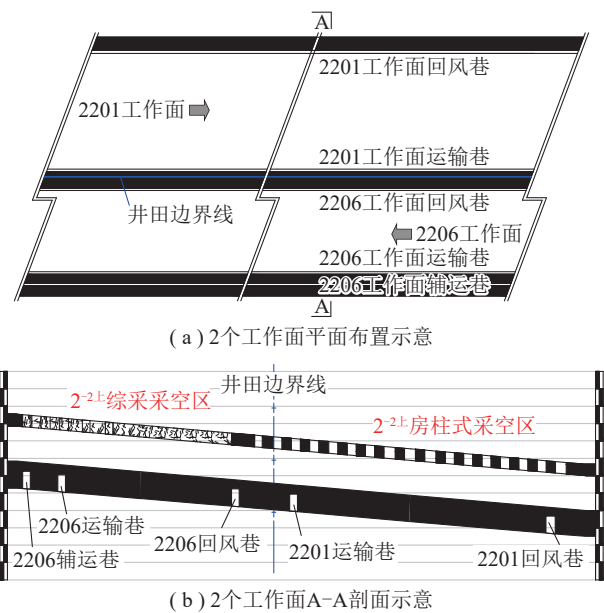 A
2201工作面回风巷
2201工作面
2201工作面运输巷
井田边界线
2206工作面回风巷
2206工作面
2206工作面运输巷
2206工作面辅运巷
A
(a) 2个工作面平面布置示意
井田边界线
2⁻²上综采采空区
2⁻²上房柱式采空区
2206运输巷
2206辅运巷
2206回风巷
2201运输巷
2201回风巷
(b) 2个工作面A-A剖面示意